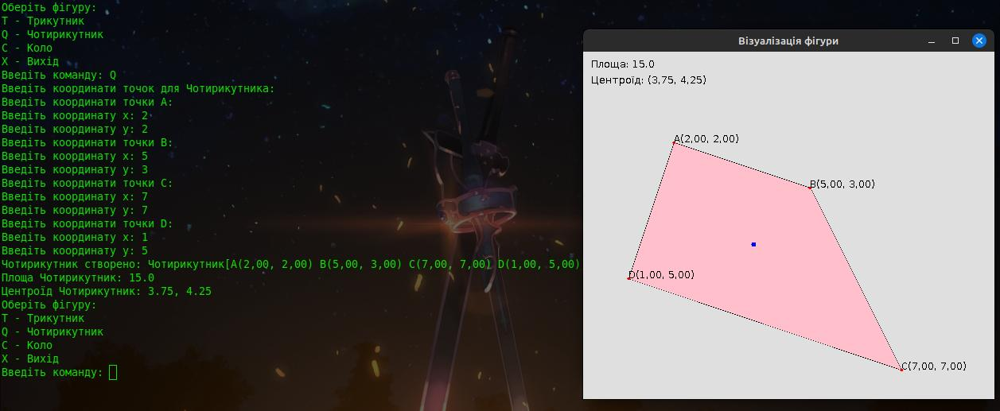 Оберіть фігуру:
T - Трикутник
Q - Чотирикутник
C - Коло
X - Вихід
Введіть команду: Q
Введіть координати точок для Чотирикутника:
Введіть координати точки A:
Введіть координату x: 2
Введіть координату y: 2
Введіть координати точки B:
Введіть координату x: 5
Введіть координату y: 3
Введіть координати точки C:
Введіть координату x: 7
Введіть координату y: 7
Введіть координати точки D:
Введіть координату x: 1
Введіть координату y: 5
Чотирикутник створено: Чотирикутник[A(2,00, 2,00) B(5,00, 3,00) C(7,00, 7,00) D(1,00, 5,00)
Площа Чотирикутник: 15.0
Центроїд Чотирикутник: 3.75, 4.25
Оберіть фігуру:
T - Трикутник
Q - Чотирикутник
C - Коло
X - Вихід
Введіть команду:
Візуалізація фігури
Площа: 15.0
Центроїд: (3,75, 4,25)
A(2,00, 2,00)
B(5,00, 3,00)
D(1,00, 5,00)
C(7,00, 7,00)